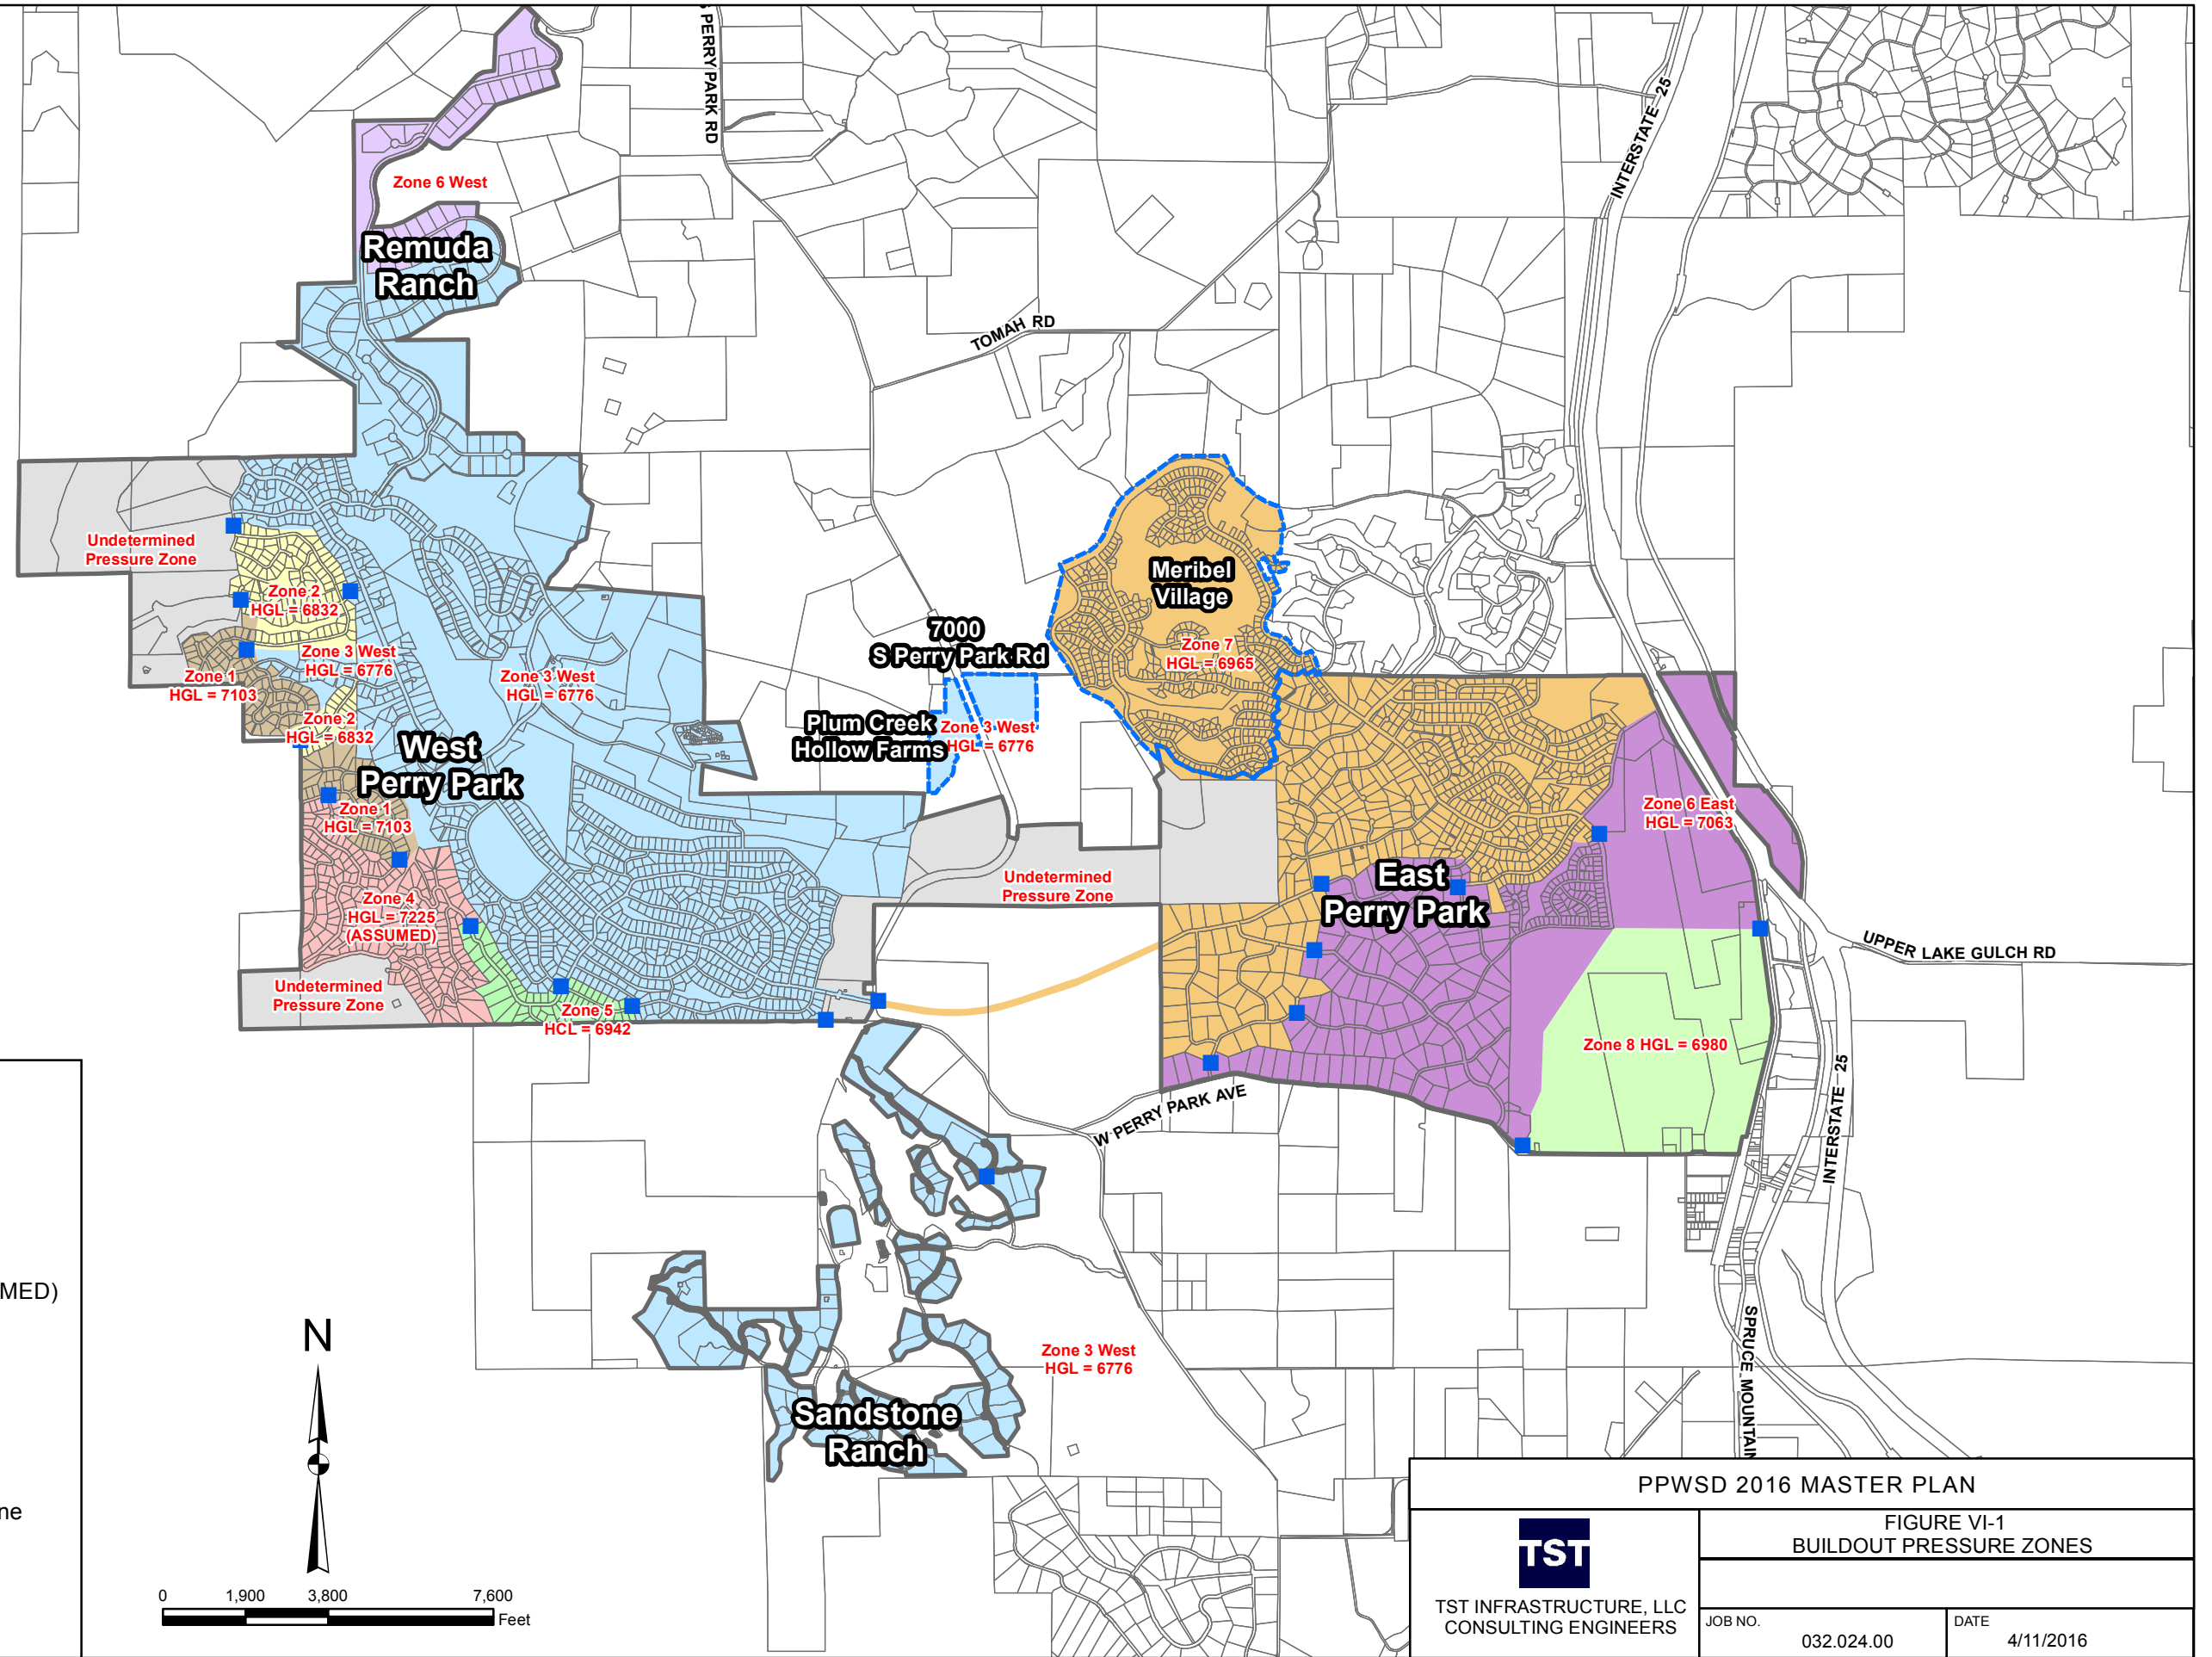 S PERRY PARK RD
INTERSTATE 25
Zone 6 West
Remuda
Ranch
TOMAH RD
Undetermined
Pressure Zone
Zone 2
HGL = 6832
Zone 3 West
HGL = 6776
Zone 1
HGL = 7103
Zone 2
HGL = 6832
Zone 3 West
HGL = 6776
West
Perry Park
Zone 1
HGL = 7103
Zone 4
HGL = 7225
(ASSUMED)
Undetermined
Pressure Zone
Zone 5
HCL = 6942
7000
S Perry Park Rd
Plum Creek
Hollow Farms
Zone 3 West
HGL = 6776
Meribel
Village
Zone 7
HGL = 6965
Undetermined
Pressure Zone
Zone 6 East
HGL = 7063
East
Perry Park
UPPER LAKE GULCH RD
Zone 8 HGL = 6980
W PERRY PARK AVE
INTERSTATE 25
SPRUCE MOUNTAIN
Zone 3 West
HGL = 6776
Sandstone
Ranch
MED)
ne
N
0 1,900 3,800 7,600
Feet
PPWSD 2016 MASTER PLAN
TST
TST INFRASTRUCTURE, LLC
CONSULTING ENGINEERS
FIGURE VI-1
BUILDOUT PRESSURE ZONES
JOB NO.
032.024.00
DATE
4/11/2016